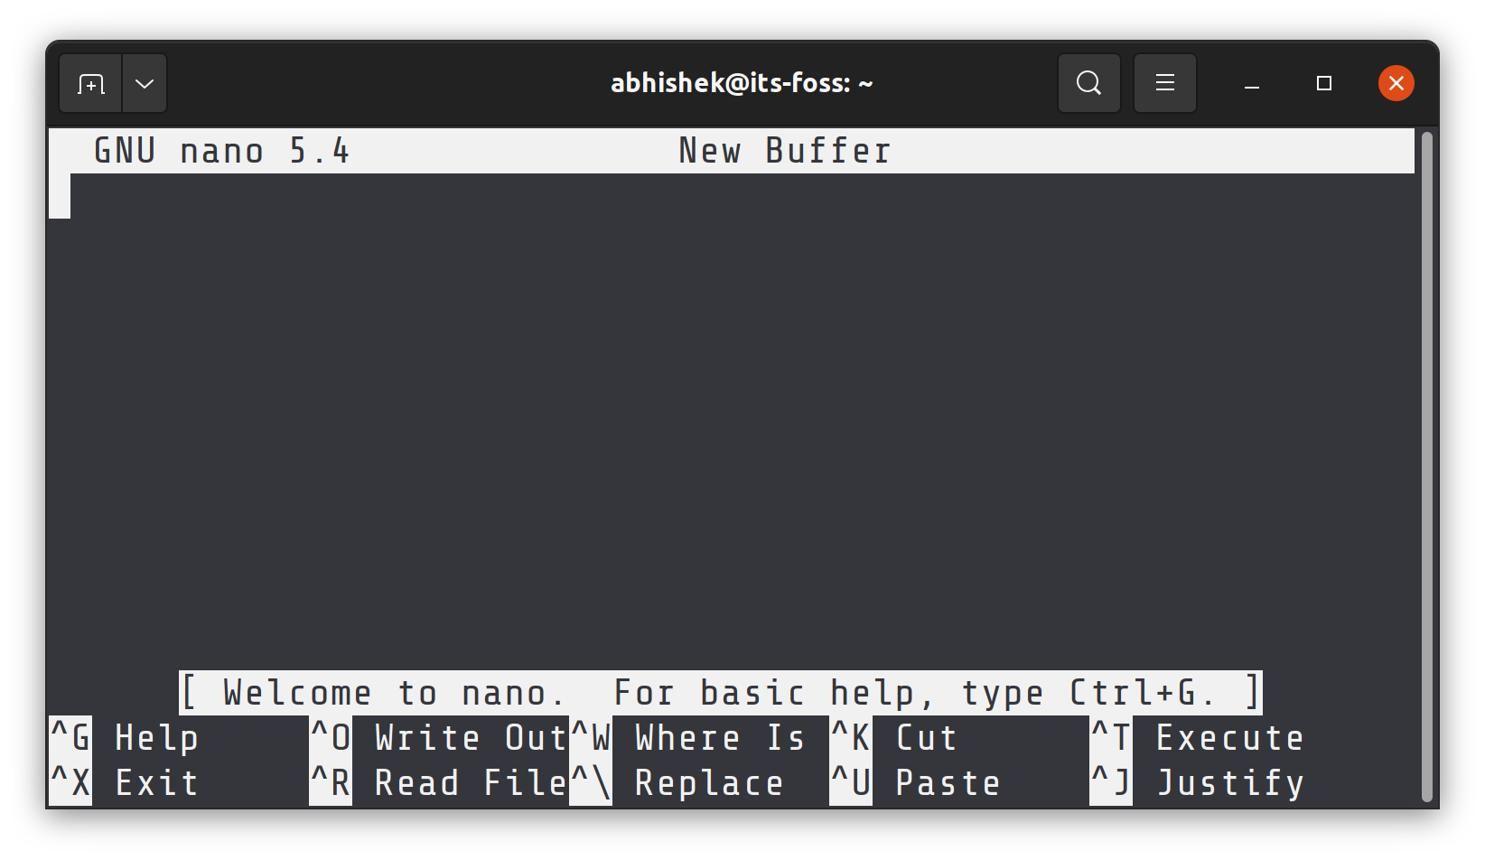 abhishek@its-foss: ~
GNU nano 5.4 New Buffer
[ Welcome to nano.  For basic help, type Ctrl+G. ]
^G Help ^O Write Out ^W Where Is ^K Cut ^T Execute
^X Exit ^R Read File ^\ Replace ^U Paste ^J Justify